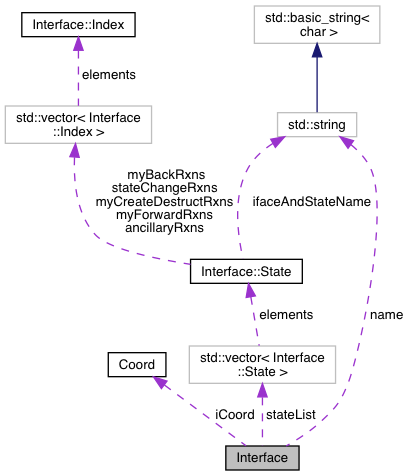 Interface::Index
std::basic_string<
char >
elements
std::vector< Interface
::Index >
std::string
myBackRxns
stateChangeRxns
myCreateDestructRxns
myForwardRxns
ancillaryRxns
ifaceAndStateName
Interface::State
elements
name
Coord
std::vector< Interface
::State >
iCoord
stateList
Interface